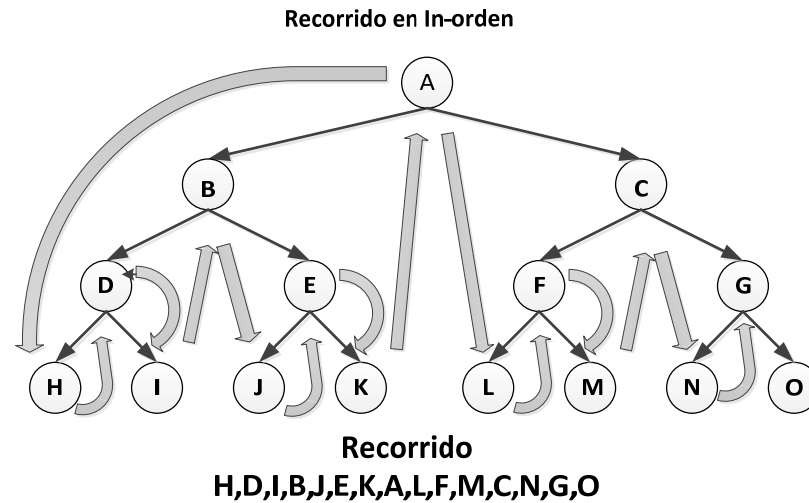 Recorrido en In-orden
A
B
C
D
E
F
G
H
I
J
K
L
M
N
O
Recorrido
H,D,I,B,J,E,K,A,L,F,M,C,N,G,O